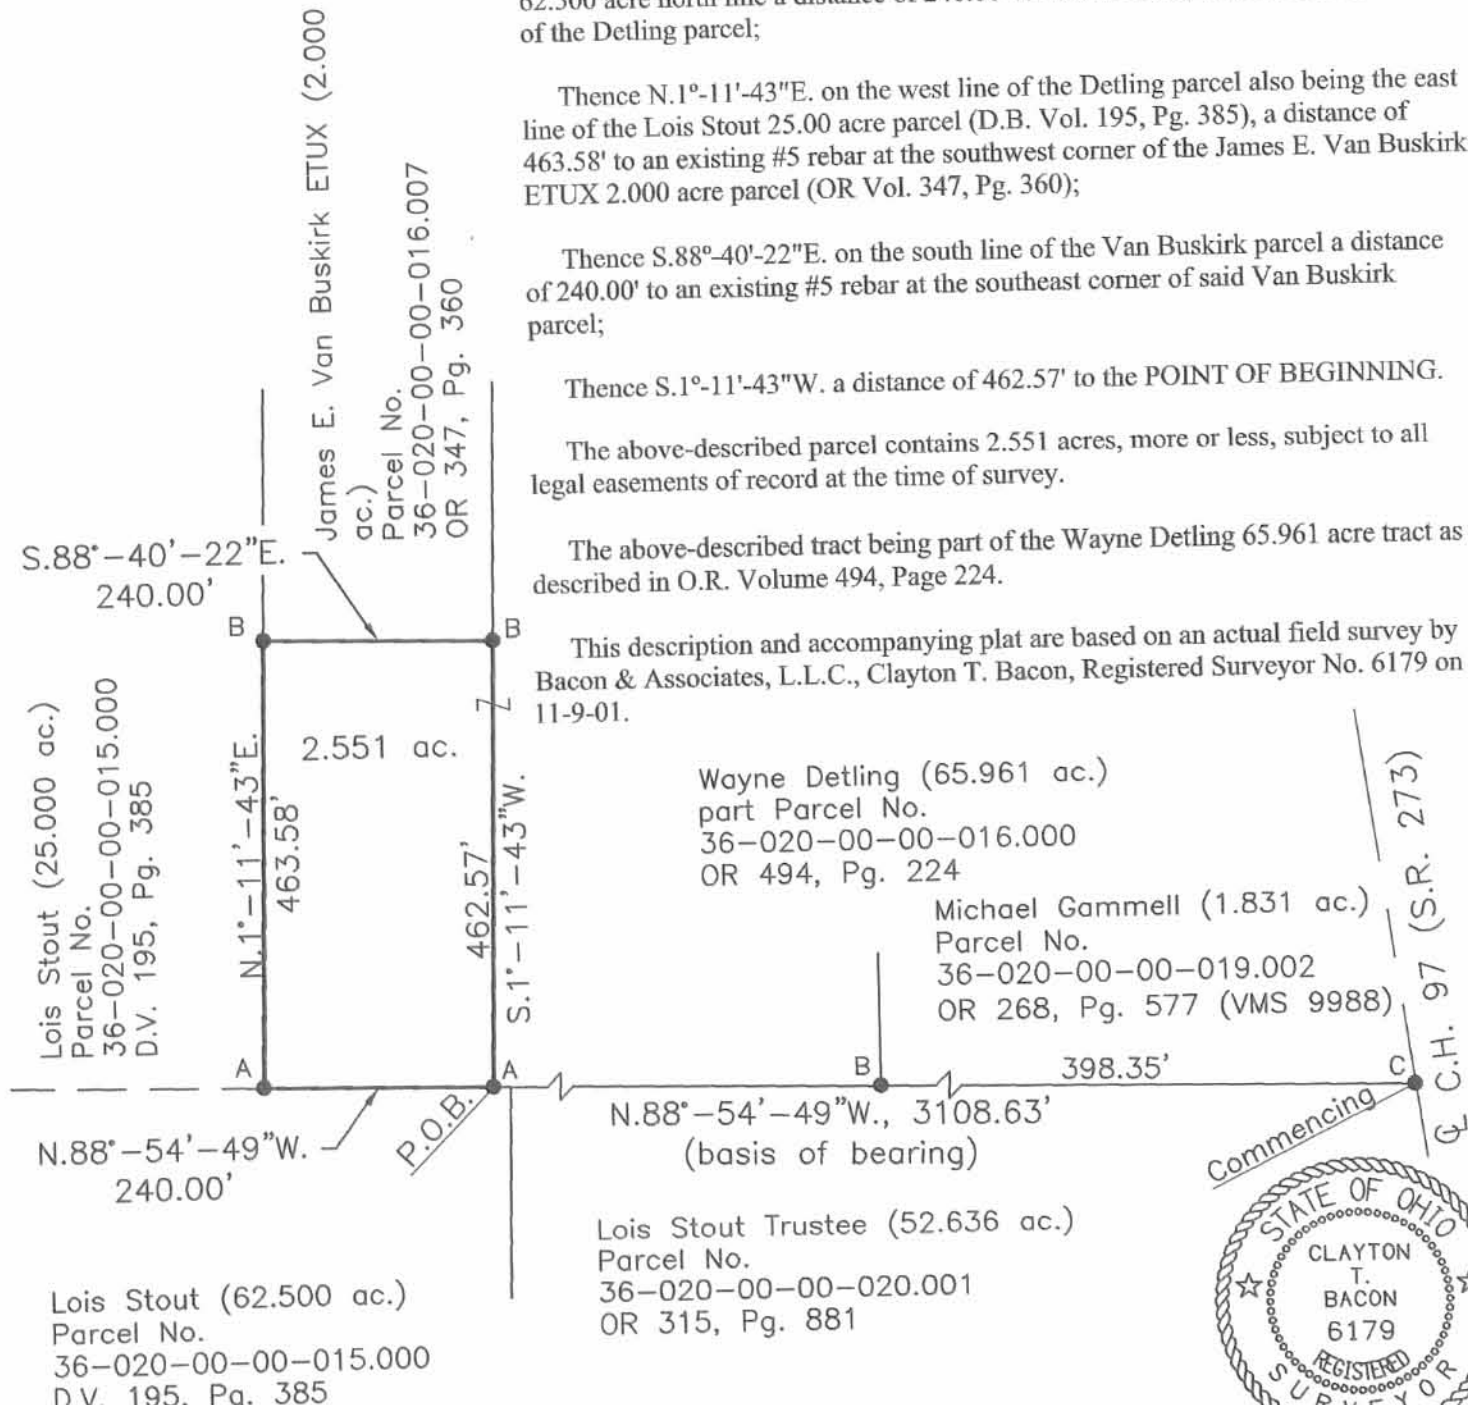 of the Detling parcel;
Thence N.1º-11'-43"E. on the west line of the Detling parcel also being the east
line of the Lois Stout 25.00 acre parcel (D.B. Vol. 195, Pg. 385), a distance of
463.58' to an existing #5 rebar at the southwest corner of the James E. Van Buskirk
ETUX 2.000 acre parcel (OR Vol. 347, Pg. 360);
Thence S.88º-40'-22"E. on the south line of the Van Buskirk parcel a distance
of 240.00' to an existing #5 rebar at the southeast corner of said Van Buskirk
parcel;
Thence S.1º-11'-43"W. a distance of 462.57' to the POINT OF BEGINNING.
The above-described parcel contains 2.551 acres, more or less, subject to all
legal easements of record at the time of survey.
The above-described tract being part of the Wayne Detling 65.961 acre tract as
described in O.R. Volume 494, Page 224.
This description and accompanying plat are based on an actual field survey by
Bacon & Associates, L.L.C., Clayton T. Bacon, Registered Surveyor No. 6179 on
11-9-01.
James E. Van Buskirk ETUX (2.000
ac.)
Parcel No.
36-020-00-00-016.007
OR 347, Pg. 360
S.88°-40'-22"E.
240.00'
B
B
Lois Stout (25.000 ac.)
Parcel No.
36-020-00-00-015.000
D.V. 195, Pg. 385
N.1°-11'-43"E.
463.58'
2.551 ac.
462.57'
S.1°-11'-43"W.
Wayne Detling (65.961 ac.)
part Parcel No.
36-020-00-00-016.000
OR 494, Pg. 224
Michael Gammell (1.831 ac.)
Parcel No.
36-020-00-00-019.002
OR 268, Pg. 577 (VMS 9988)
℄ C.H. 97 (S.R. 273)
A
A
B
398.35'
C
N.88°-54'-49"W.
240.00'
P.O.B.
N.88°-54'-49"W., 3108.63'
(basis of bearing)
Commencing
Lois Stout Trustee (52.636 ac.)
Parcel No.
36-020-00-00-020.001
OR 315, Pg. 881
Lois Stout (62.500 ac.)
Parcel No.
36-020-00-00-015.000
D.V. 195, Pg. 385
STATE OF OHIO
CLAYTON
T.
BACON
6179
REGISTERED
SURVEYOR